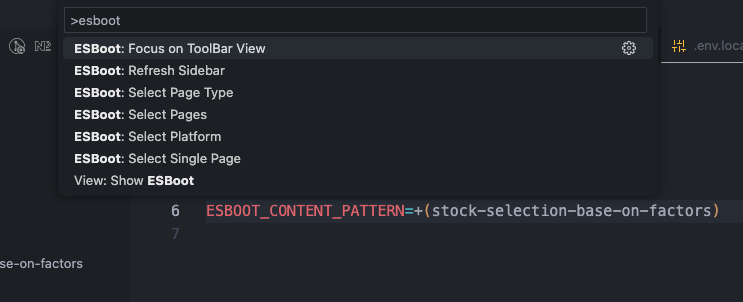 >esboot
ESBoot: Focus on ToolBar View
ESBoot: Refresh Sidebar
ESBoot: Select Page Type
ESBoot: Select Pages
ESBoot: Select Platform
ESBoot: Select Single Page
View: Show ESBoot
.env.loca
6 ESBOOT_CONTENT_PATTERN=+(stock-selection-base-on-factors)
7
se-on-factors